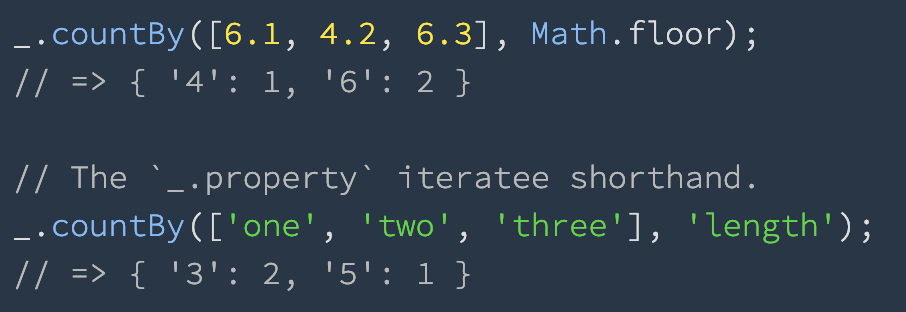 _.countBy([6.1, 4.2, 6.3], Math.floor);
// => { '4': 1, '6': 2 }
// The `_.property` iteratee shorthand.
_.countBy(['one', 'two', 'three'], 'length');
// => { '3': 2, '5': 1 }